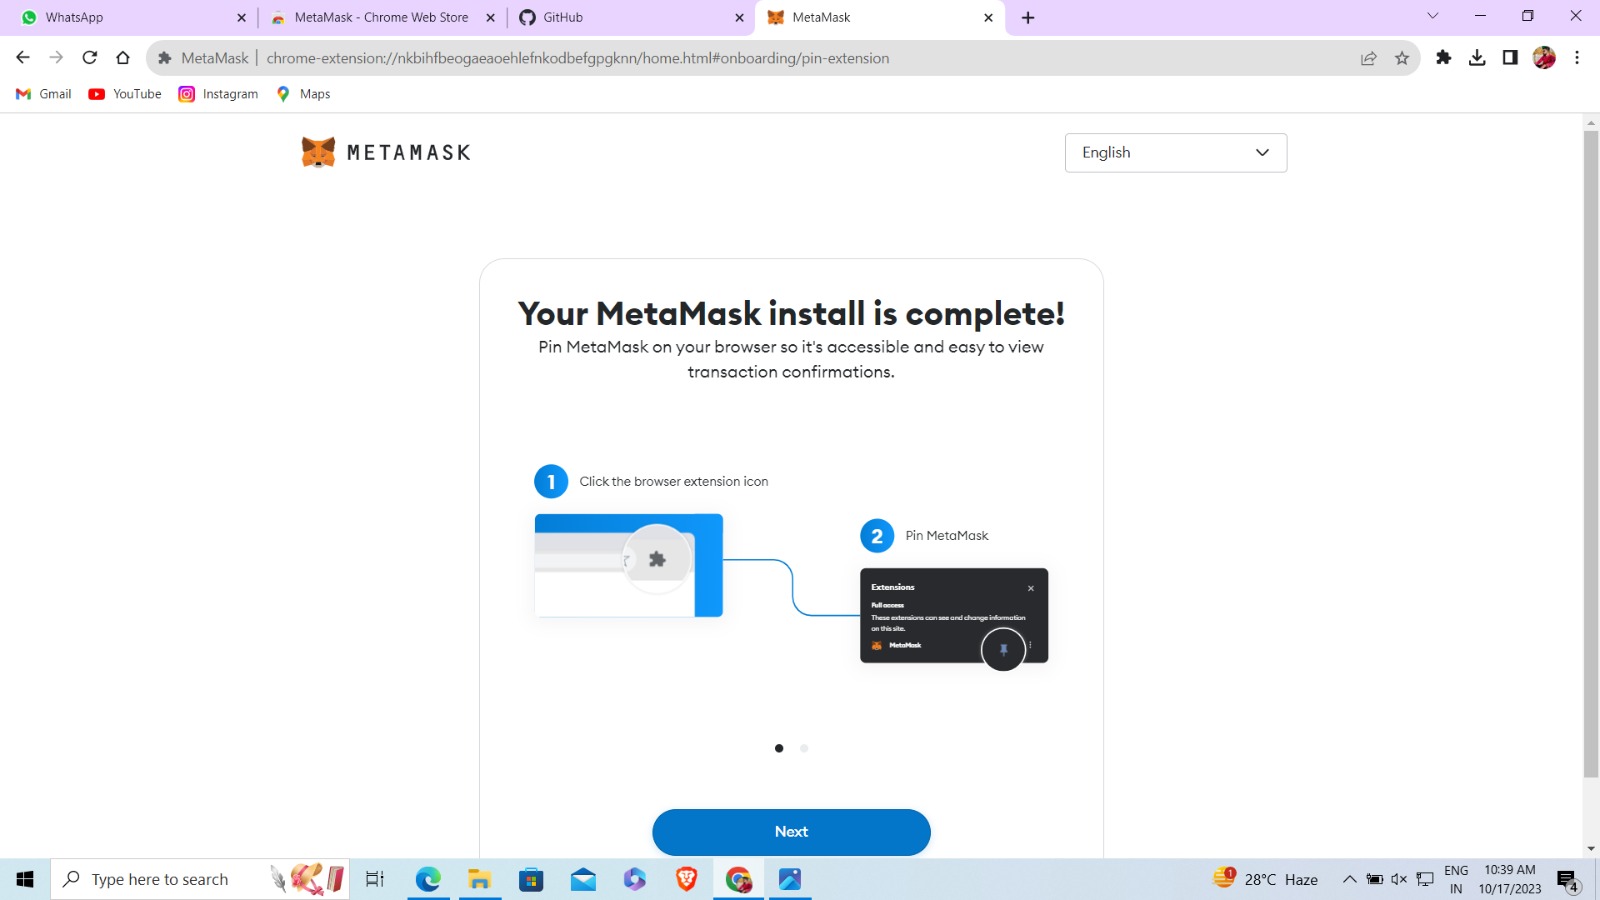 WhatsApp
MetaMask - Chrome Web Store
GitHub
MetaMask
MetaMask
chrome-extension://nkbihfbeogaeaoehlefnkodbefgpgknn/home.html#onboarding/pin-extension
Gmail
YouTube
Instagram
Maps
METAMASK
English
Your MetaMask install is complete!
Pin MetaMask on your browser so it's accessible and easy to view
transaction confirmations.
1
Click the browser extension icon
2
Pin MetaMask
Extensions
Full access
These extensions can see and change information
on this site.
MetaMask
Next
Type here to search
1
28°C Haze
ENG
IN
10:39 AM
10/17/2023
4